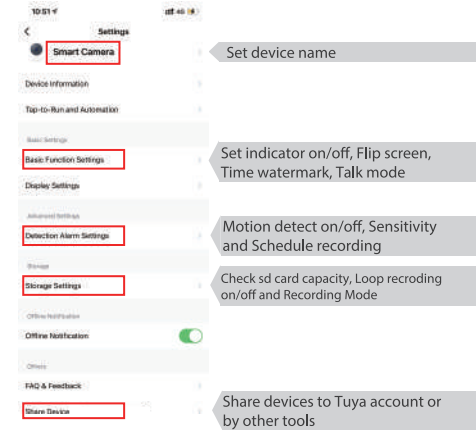 10:51
4G
Settings
Smart Camera
Set device name
Device Information
Tap-to-Run and Automation
Basic Settings
Basic Function Settings
Set indicator on/off, Flip screen,
Time watermark, Talk mode
Display Settings
Advanced Settings
Detection Alarm Settings
Motion detect on/off, Sensitivity
and Schedule recording
Storage
Storage Settings
Check sd card capacity, Loop recroding
on/off and Recording Mode
Offline Notification
Offline Notification
Others
FAQ & Feedback
Share Device
Share devices to Tuya account or
by other tools